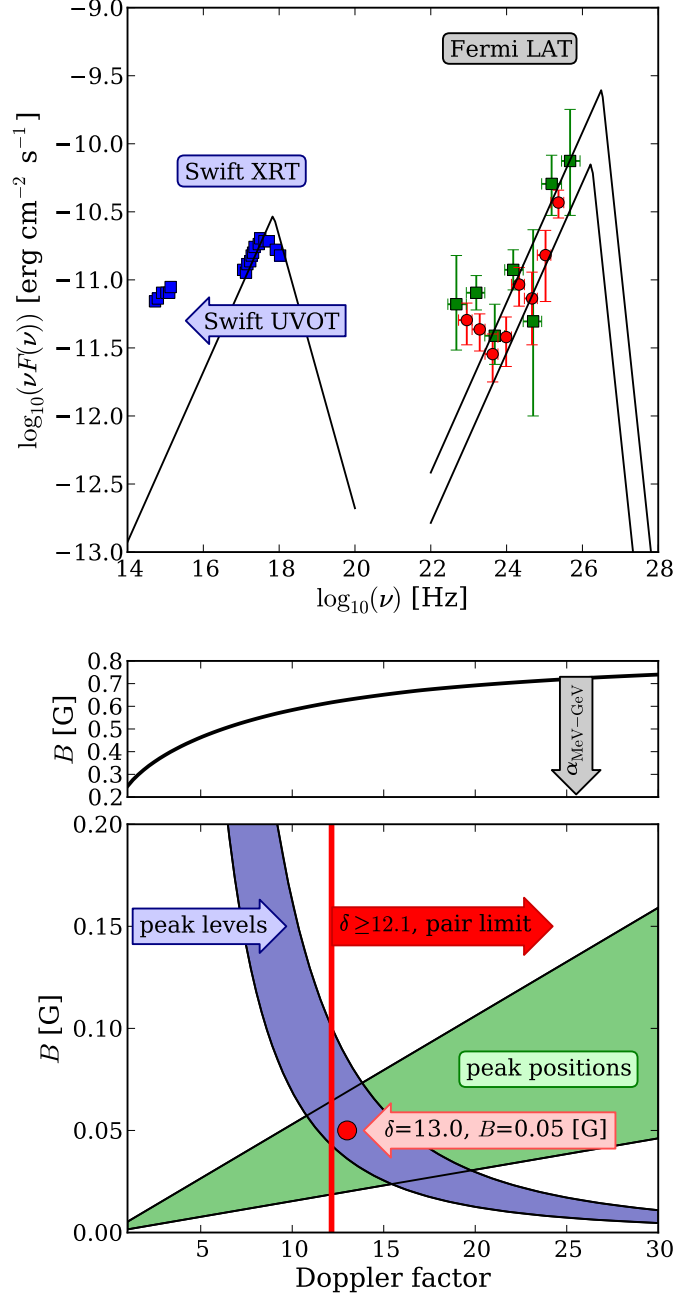 −9.0
−9.5
−10.0
−10.5
−11.0
−11.5
−12.0
−12.5
−13.0
log₁₀(νF(ν)) [erg cm⁻² s⁻¹]
Fermi LAT
Swift XRT
Swift UVOT
14 16 18 20 22 24 26 28
log₁₀(ν) [Hz]
0.8
0.7
0.6
0.5
0.4
0.3
0.2
B [G]
α_MeV−GeV
0.20
0.15
0.10
0.05
0.00
B [G]
peak levels
δ ≥12.1, pair limit
peak positions
δ=13.0, B=0.05 [G]
5 10 15 20 25 30
Doppler factor